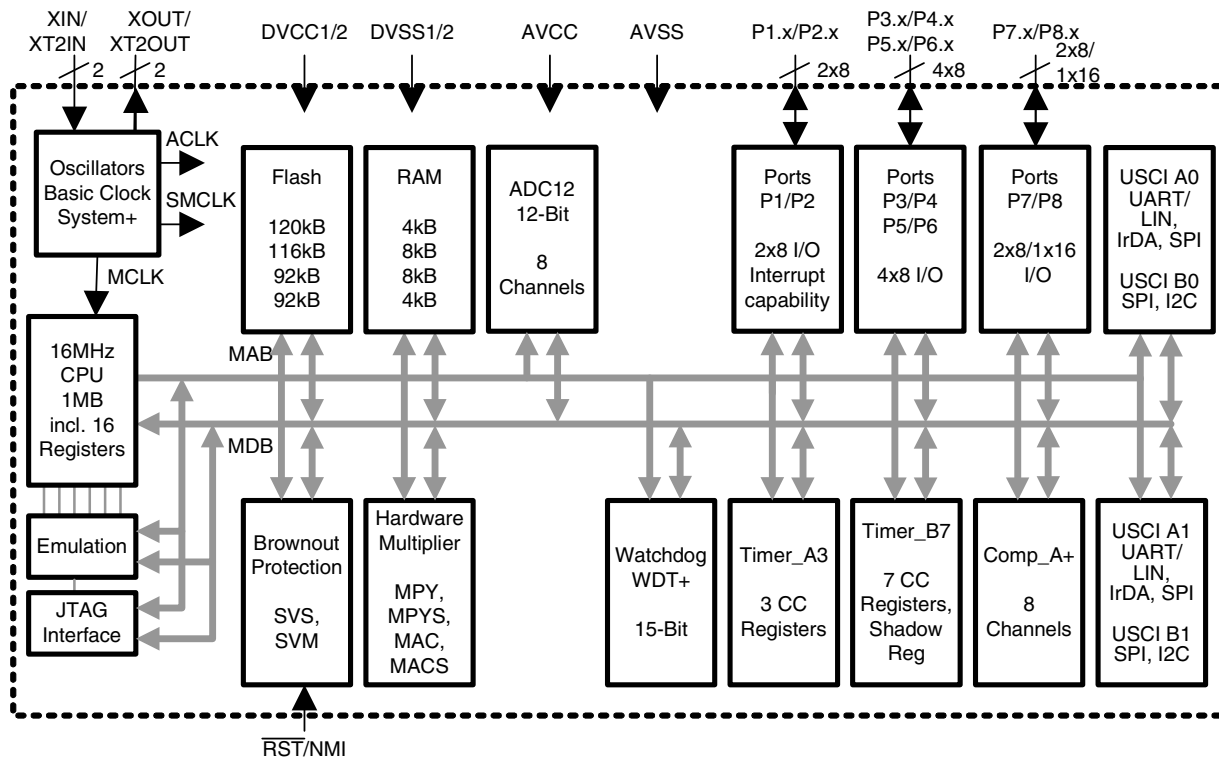 XIN/
XT2IN
2
XOUT/
XT2OUT
2
DVCC1/2
DVSS1/2
AVCC
AVSS
P1.x/P2.x
2x8
P3.x/P4.x
P5.x/P6.x
4x8
P7.x/P8.x
2x8/
1x16
Oscillators
Basic Clock
System+
ACLK
SMCLK
MCLK
Flash
120kB
116kB
92kB
92kB
RAM
4kB
8kB
8kB
4kB
ADC12
12-Bit
8
Channels
Ports
P1/P2
2x8 I/O
Interrupt
capability
Ports
P3/P4
P5/P6
4x8 I/O
Ports
P7/P8
2x8/1x16
I/O
USCI A0
UART/
LIN,
IrDA, SPI
USCI B0
SPI, I2C
16MHz
CPU
1MB
incl. 16
Registers
MAB
MDB
Emulation
JTAG
Interface
Brownout
Protection
SVS,
SVM
Hardware
Multiplier
MPY,
MPYS,
MAC,
MACS
Watchdog
WDT+
15-Bit
Timer_A3
3 CC
Registers
Timer_B7
7 CC
Registers,
Shadow
Reg
Comp_A+
8
Channels
USCI A1
UART/
LIN,
IrDA, SPI
USCI B1
SPI, I2C
RST/NMI